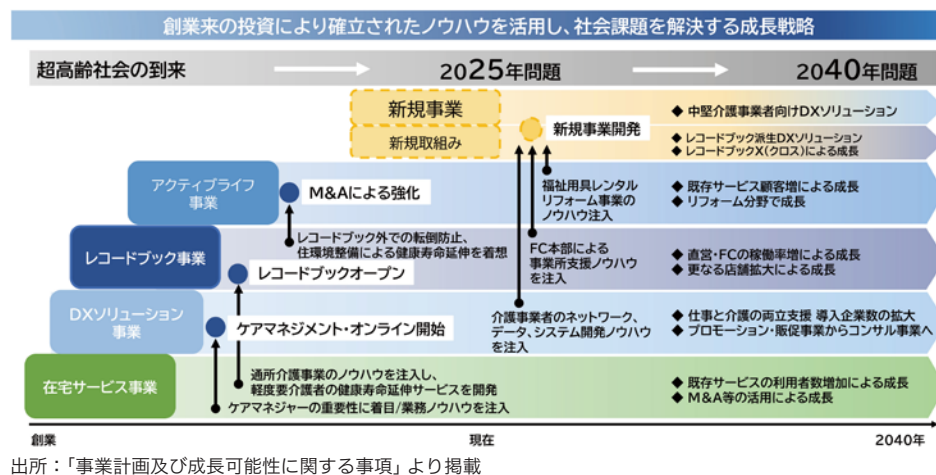 創業来の投資により確立されたノウハウを活用し、社会課題を解決する成長戦略
超高齢社会の到来
2025年問題
2040年問題
新規事業
◆ 中堅介護事業者向けDXソリューション
新規取組み
新規事業開発
◆ レコードブック派生DXソリューション
◆ レコードブックX(クロス)による成長
アクティブライフ
事業
M&Aによる強化
福祉用具レンタル
リフォーム事業の
ノウハウ注入
◆ 既存サービス顧客増による成長
◆ リフォーム分野で成長
レコードブック外での転倒防止、
住環境整備による健康寿命延伸を着想
レコードブック事業
レコードブックオープン
FC本部による
事業所支援ノウハウ
を注入
◆ 直営・FCの稼働率増による成長
◆ 更なる店舗拡大による成長
DXソリューション
事業
ケアマネジメント・オンライン開始
介護事業者のネットワーク、
データ、システム開発ノウハウ
を注入
◆ 仕事と介護の両立支援 導入企業数の拡大
◆ プロモーション・販促事業からコンサル事業へ
在宅サービス事業
通所介護事業のノウハウを注入し、
軽度要介護者の健康寿命延伸サービスを開発
ケアマネジャーの重要性に着目/業務ノウハウを注入
◆ 既存サービスの利用者数増加による成長
◆ M&A等の活用による成長
創業
現在
2040年
出所：「事業計画及び成長可能性に関する事項」より掲載